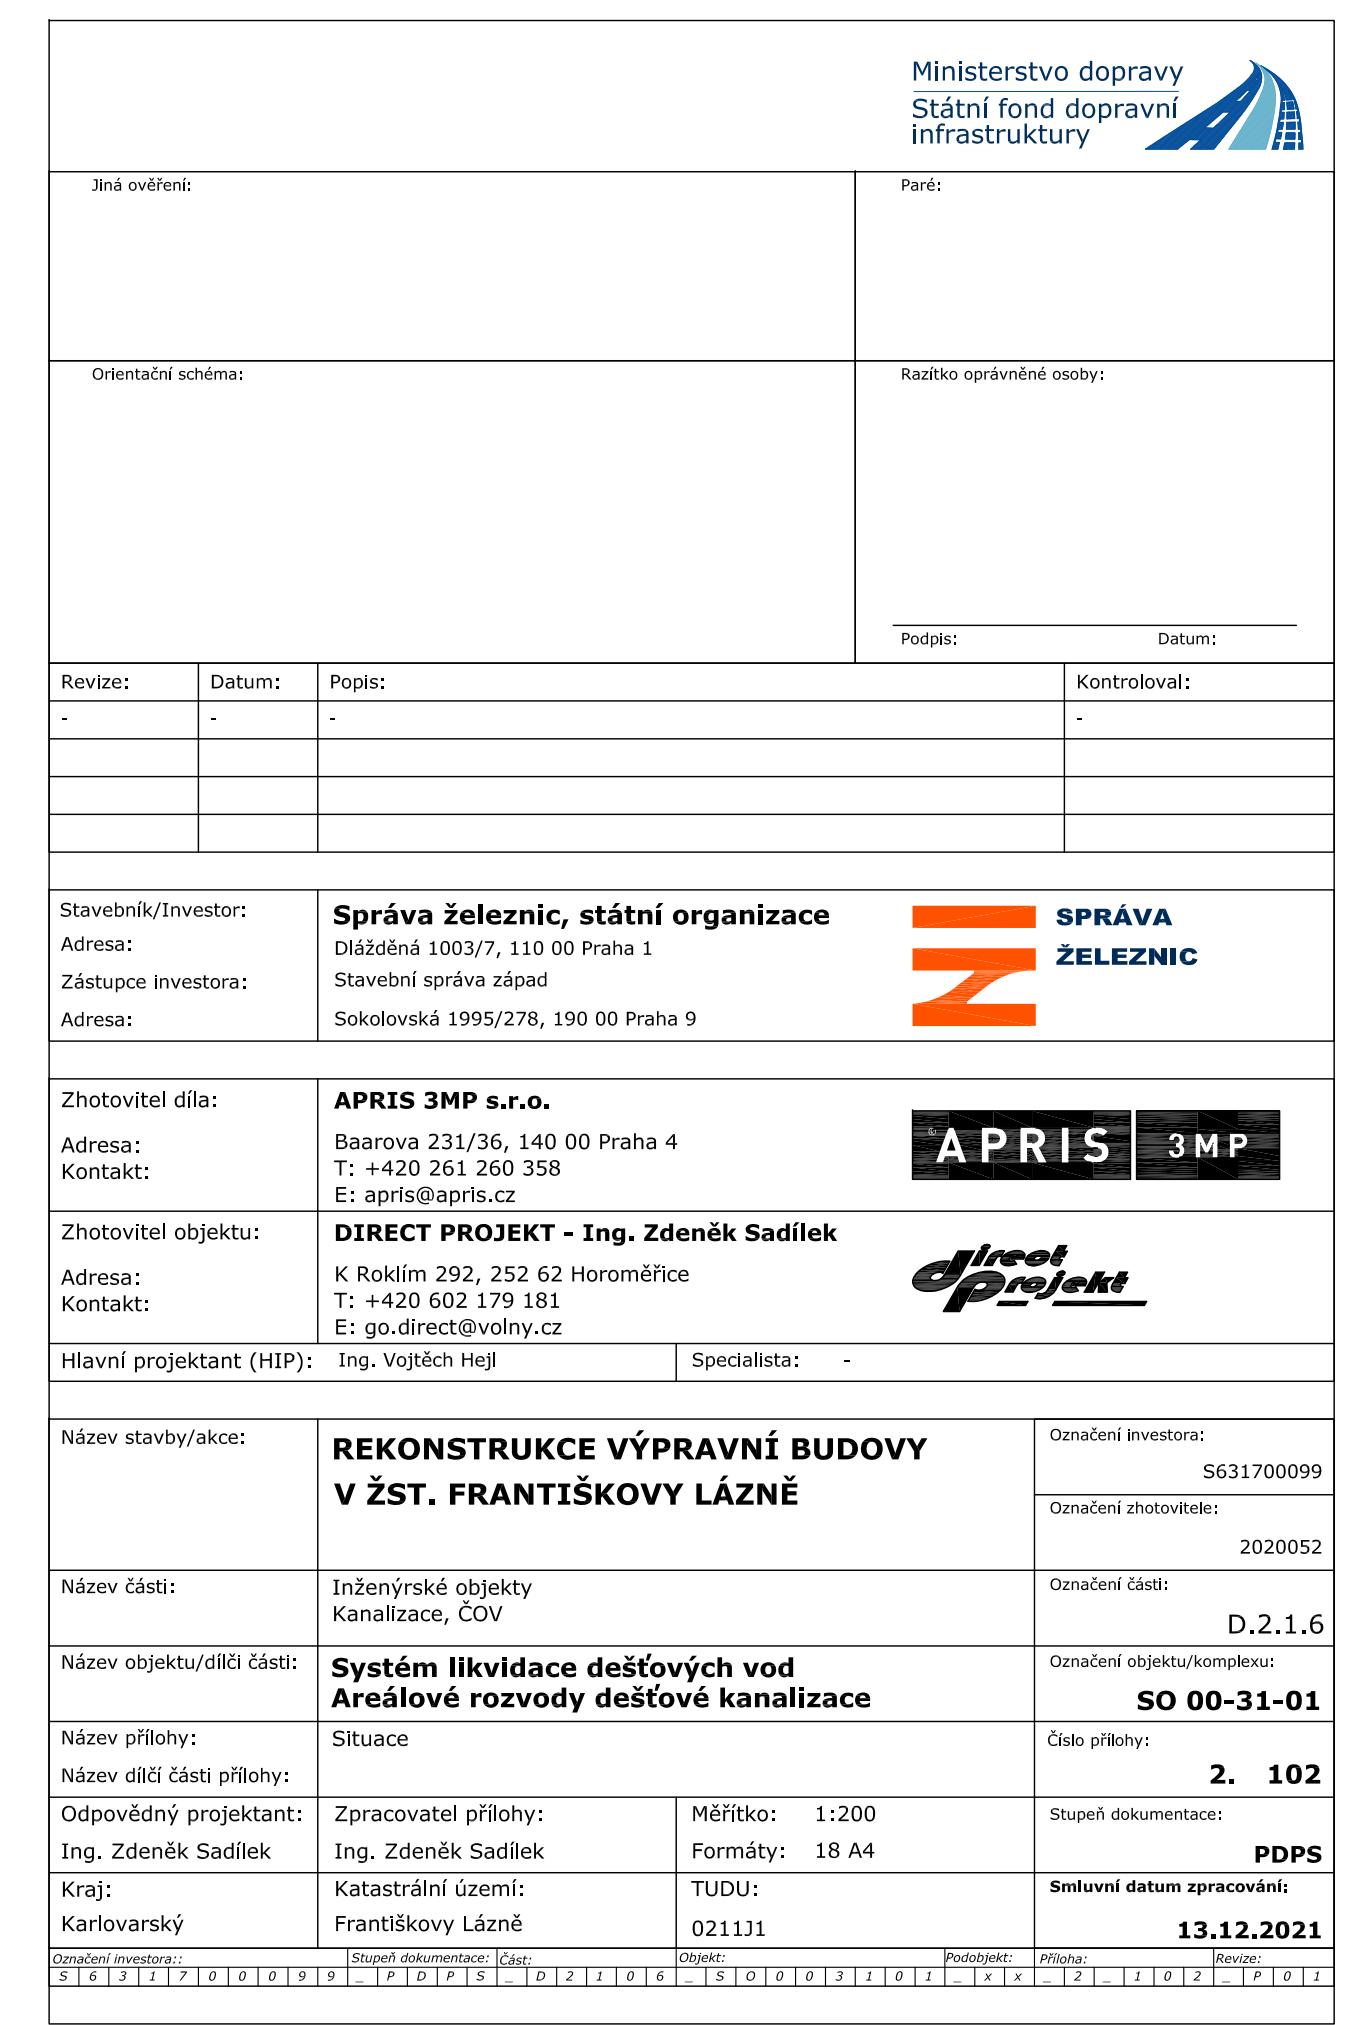 Ministerstvo dopravy
Státní fond dopravní
infrastruktury
Jiná ověření:
Paré:
Orientační schéma:
Razítko oprávněné osoby:
Podpis: Datum:
Revize: Datum: Popis: Kontroloval:
- - - -
Stavebník/Investor: Správa železnic, státní organizace
Adresa: Dlážděná 1003/7, 110 00 Praha 1
Zástupce investora: Stavební správa západ
Adresa: Sokolovská 1995/278, 190 00 Praha 9
SPRÁVA
ŽELEZNIC
Zhotovitel díla: APRIS 3MP s.r.o.
Adresa: Baarova 231/36, 140 00 Praha 4
Kontakt: T: +420 261 260 358
E: apris@apris.cz
© APRIS 3MP
Zhotovitel objektu: DIRECT PROJEKT - Ing. Zdeněk Sadílek
Adresa: K Roklím 292, 252 62 Horoměřice
Kontakt: T: +420 602 179 181
E: go.direct@volny.cz
direct
projekt
Hlavní projektant (HIP): Ing. Vojtěch Hejl Specialista: -
Název stavby/akce: REKONSTRUKCE VÝPRAVNÍ BUDOVY
V ŽST. FRANTIŠKOVY LÁZNĚ
Označení investora:
S631700099
Označení zhotovitele:
2020052
Název části: Inženýrské objekty
Kanalizace, ČOV
Označení části:
D.2.1.6
Název objektu/dílči části: Systém likvidace dešťových vod
Areálové rozvody dešťové kanalizace
Označení objektu/komplexu:
SO 00-31-01
Název přílohy: Situace
Název dílčí části přílohy:
Číslo přílohy:
2. 102
Odpovědný projektant: Zpracovatel přílohy: Měřítko: 1:200 Stupeň dokumentace:
Ing. Zdeněk Sadílek Ing. Zdeněk Sadílek Formáty: 18 A4 PDPS
Kraj: Katastrální území: TUDU: Smluvní datum zpracování:
Karlovarský Františkovy Lázně 0211J1 13.12.2021
Označení investora:: Stupeň dokumentace: Část: Objekt: Podobjekt: Příloha: Revize:
S 6 3 1 7 0 0 0 9 9 _ P D P S _ D 2 1 0 6 _ S O 0 0 3 1 0 1 _ x x _ 2 _ 1 0 2 _ P 0 1